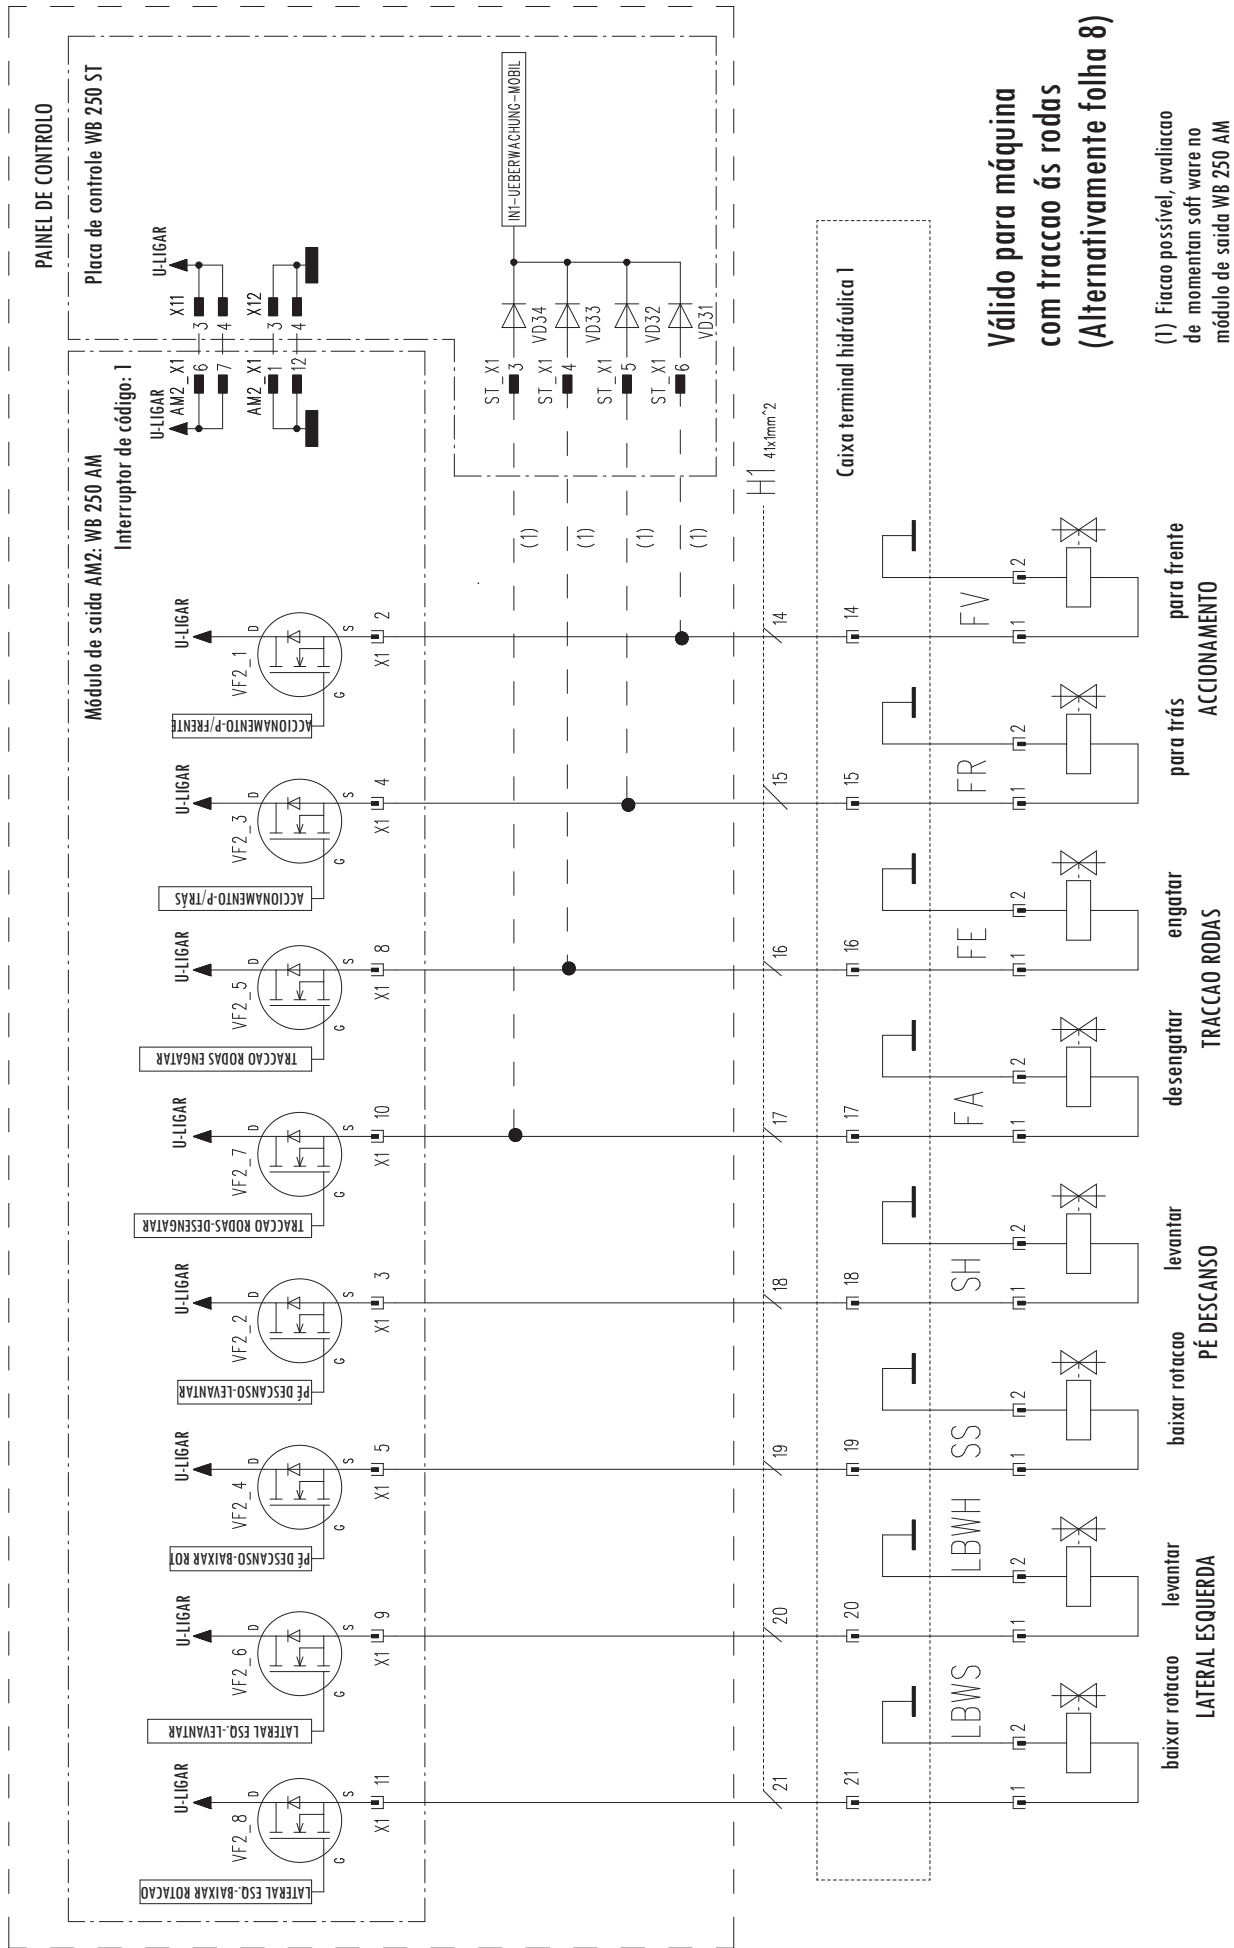 PAINEL DE CONTROLO
Placa de controle WB 250 ST
Módulo de saida AM2: WB 250 AM
Interruptor de código: 1
U-LIGAR
AM2_X1
6
7
AM2_X1
1
12
U-LIGAR
X11
3
4
X12
3
4
IN1-UEBERWACHUNG-MOBIL
ST_X1
3
VD34
ST_X1
4
VD33
ST_X1
5
VD32
ST_X1
6
VD31
(1)
(1)
(1)
(1)
LATERAL ESQ.-BAIXAR ROTACAO
U-LIGAR
VF2_8
D
S
G
X1
11
LATERAL ESQ.-LEVANTAR
U-LIGAR
VF2_6
D
S
G
X1
9
PÉ DESCANSO-BAIXAR ROT
U-LIGAR
VF2_4
D
S
G
X1
5
PÉ DESCANSO-LEVANTAR
U-LIGAR
VF2_2
D
S
G
X1
3
TRACCAO RODAS-DESENGATAR
U-LIGAR
VF2_7
D
S
G
X1
10
TRACCAO RODAS ENGATAR
U-LIGAR
VF2_5
D
S
G
X1
8
ACCIONAMENTO-P/TRÁS
U-LIGAR
VF2_3
D
S
G
X1
4
ACCIONAMENTO-P/FRENTE
U-LIGAR
VF2_1
D
S
G
X1
2
21
20
19
18
17
16
15
14
H1
41x1mm^2
Caixa terminal hidráulica 1
21
20
19
18
17
16
15
14
LBWS
LBWH
SS
SH
FA
FE
FR
FV
1
2
1
2
1
2
1
2
1
2
1
2
1
2
1
2
baixar rotacao
levantar
LATERAL ESQUERDA
baixar rotacao
levantar
PÉ DESCANSO
desengatar
engatar
TRACCAO RODAS
para trás
para frente
ACCIONAMENTO
Válido para máquina
com traccao ás rodas
(Alternativamente folha 8)
(1) Fiacao possível, avaliacao
de momentan soft ware no
módulo de saida WB 250 AM